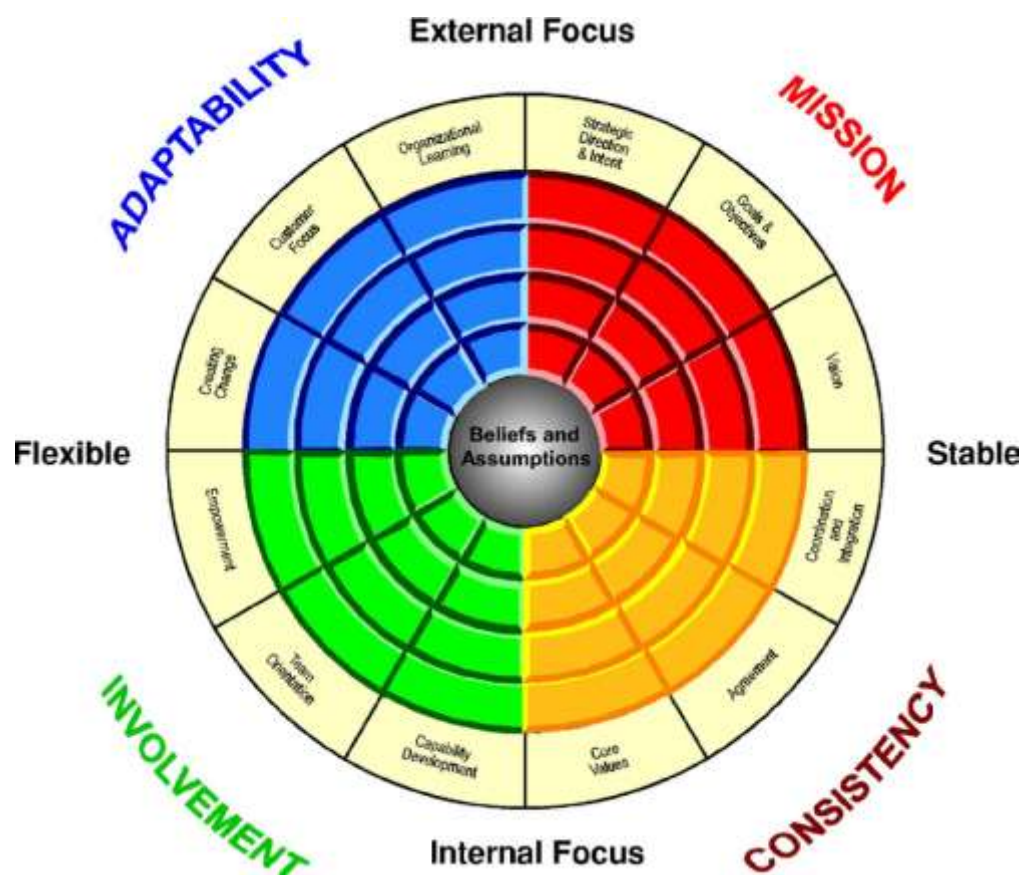 External Focus
ADAPTABILITY
MISSION
Organizational
Learning
Strategic
Direction
& Intent
Customer
Focus
Goals &
Objectives
Creating
Change
Vision
Beliefs and
Assumptions
Flexible
Stable
Empowerment
Coordination
and
Integration
Team
Orientation
Agreement
Capability
Development
Core
Values
INVOLVEMENT
CONSISTENCY
Internal Focus